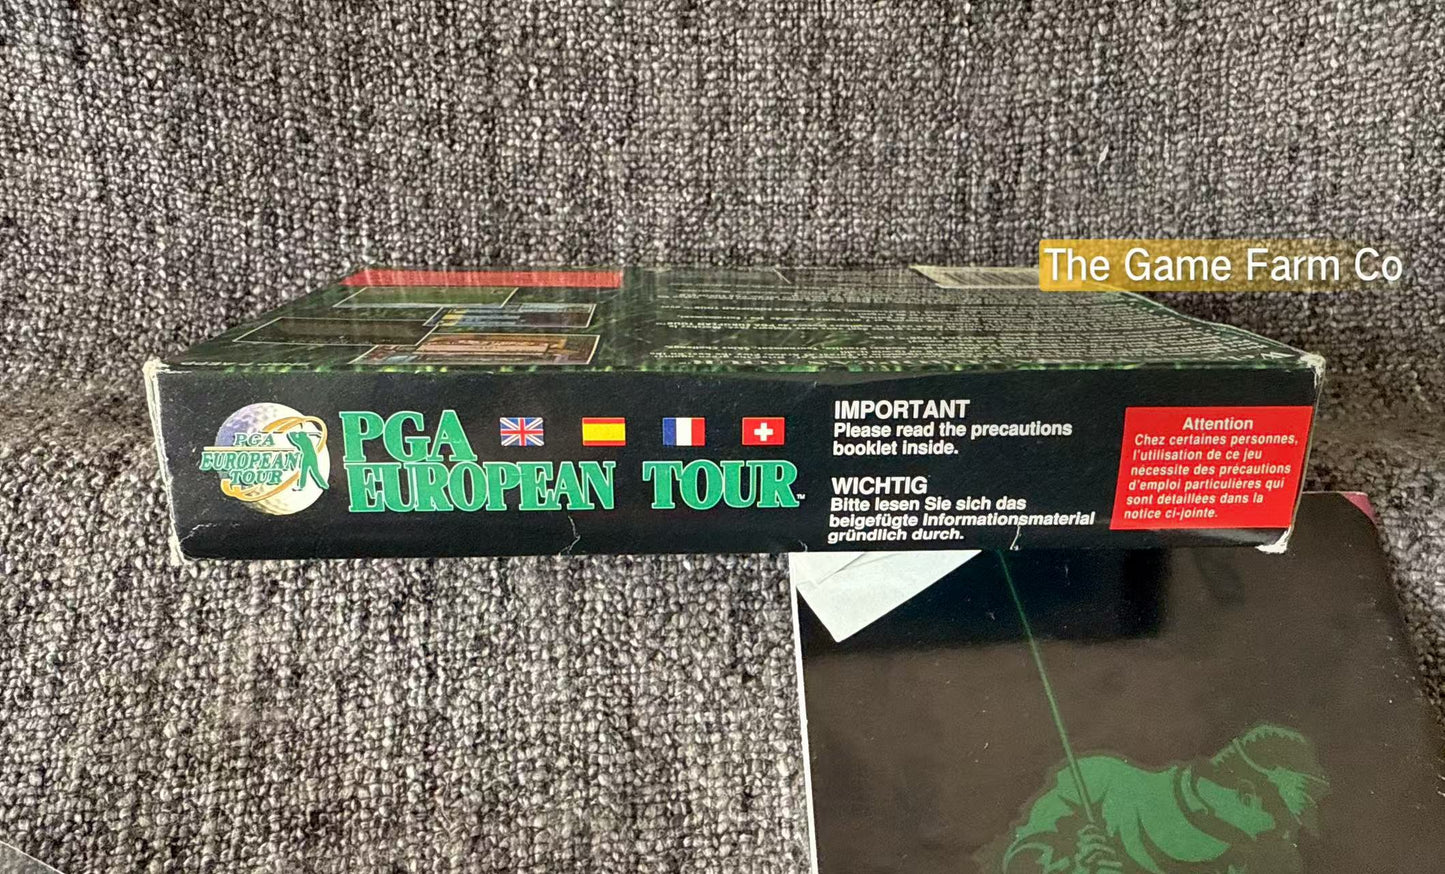 The Game Farm Co
PGA
EUROPEAN
TOUR
PGA
EUROPEAN TOUR™
IMPORTANT
Please read the precautions
booklet inside.
WICHTIG
Bitte lesen Sie sich das
beigefügte Informationsmaterial
gründlich durch.
Attention
Chez certaines personnes,
l'utilisation de ce jeu
nécessite des précautions
d'emploi particulières qui
sont détaillées dans la
notice ci-jointe.